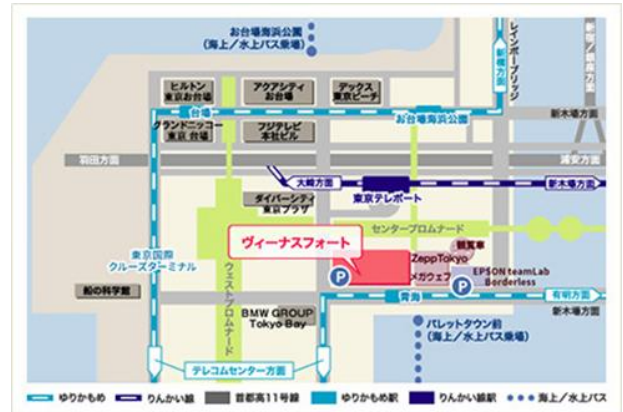 お台場海浜公園
(海上/水上バス乗場)
レインボーブリッジ
新橋方面
ヒルトン
東京お台場
アクアシティ
お台場
デックス
東京ビーチ
台場
お台場海浜公園
新木場方面
グランドニッコー
東京 台場
フジテレビ
本社ビル
羽田方面
浦安方面
大崎方面
東京テレポート
新木場方面
ダイバーシティ
東京プラザ
センタープロムナード
ヴィーナスフォート
観覧車
ZeppTokyo
メガウェブ
EPSON teamLab
Borderless
P
P
東京国際
クルーズターミナル
船の科学館
ウェストプロムナード
BMW GROUP
Tokyo Bay
青海
有明方面
新木場方面
パレットタウン前
(海上/水上バス乗場)
テレコムセンター方面
ゆりかもめ
りんかい線
首都高11号線
ゆりかもめ駅
りんかい線駅
海上/水上バス